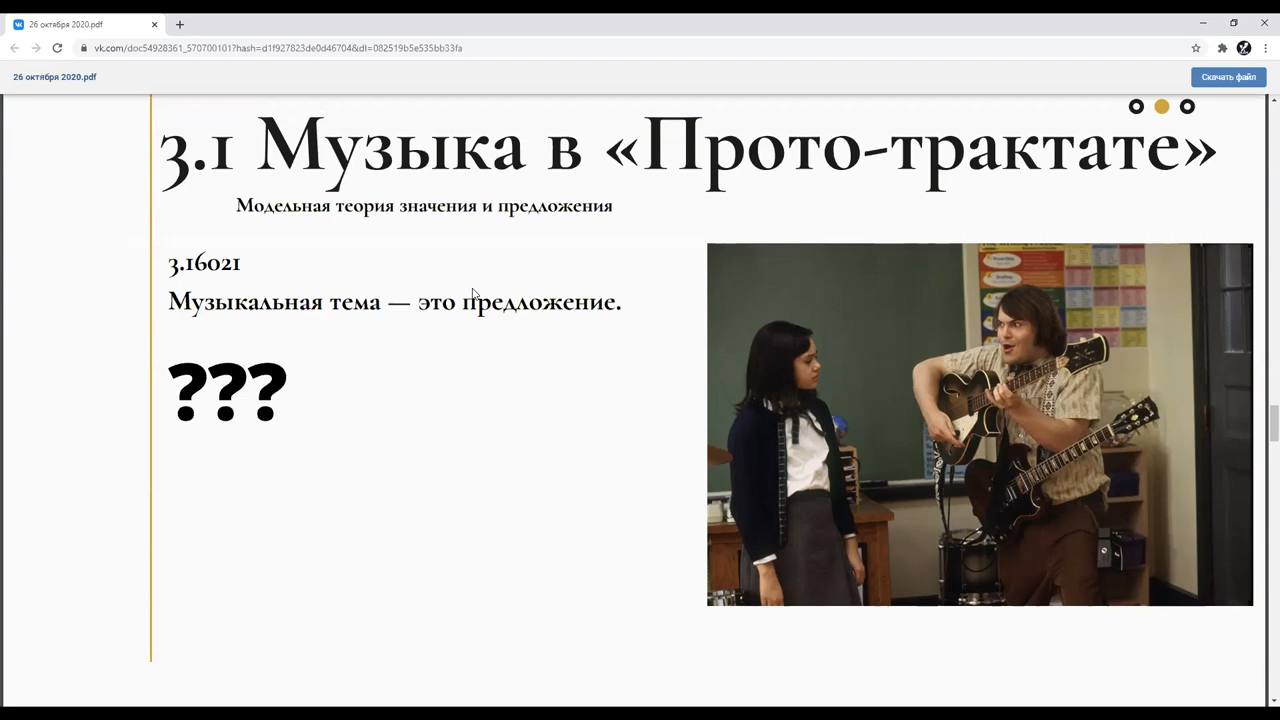 26 октября 2020.pdf
vk.com/doc54928361_570700101?hash=d1f927823de0d46704&dl=082519b5e535bb33fa
26 октября 2020.pdf
Скачать файл
3.1 Музыка в «Прото-трактате»
Модельная теория значения и предложения
3.16021
Музыкальная тема — это предложение.
???